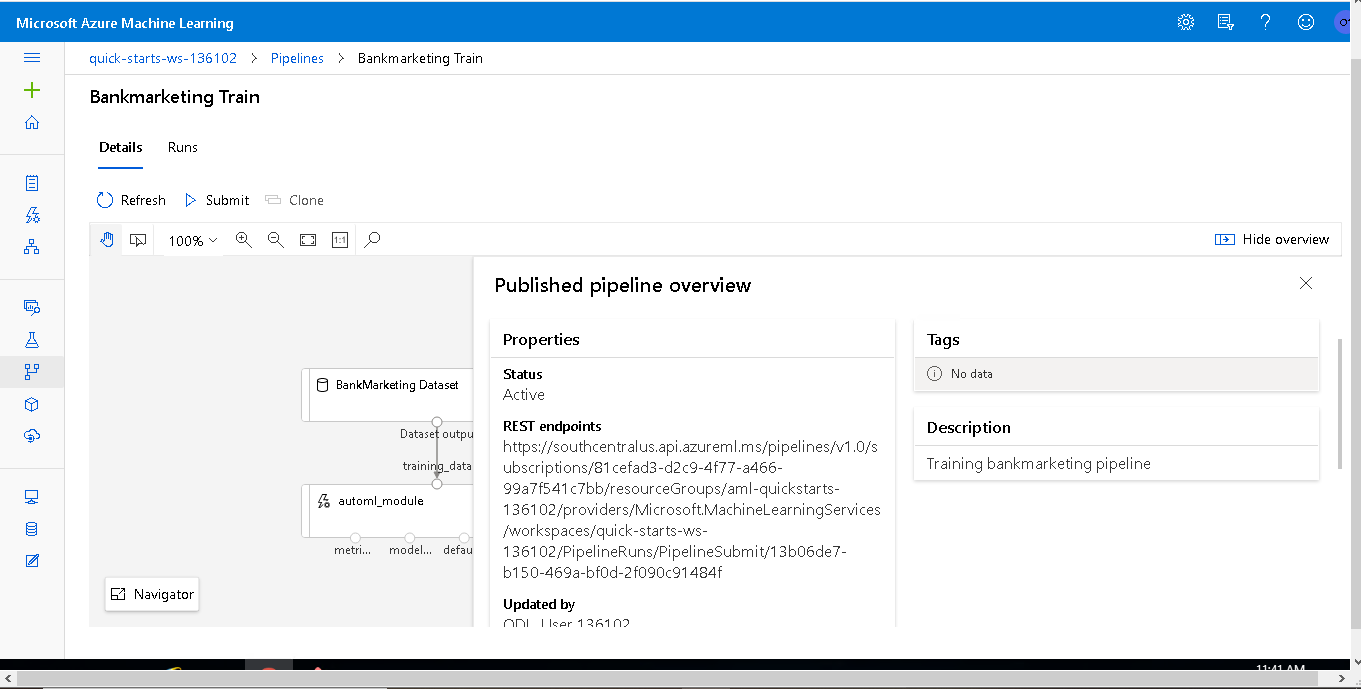 Microsoft Azure Machine Learning
quick-starts-ws-136102 > Pipelines > Bankmarketing Train
Bankmarketing Train
Details Runs
Refresh Submit Clone
100% 1:1 Hide overview
Published pipeline overview
Properties
Status
Active
REST endpoints
https://southcentralus.api.azureml.ms/pipelines/v1.0/s
ubscriptions/81cefad3-d2c9-4f77-a466-
99a7f541c7bb/resourceGroups/aml-quickstarts-
136102/providers/Microsoft.MachineLearningServices
/workspaces/quick-starts-ws-
136102/PipelineRuns/PipelineSubmit/13b06de7-
b150-469a-bf0d-2f090c91484f
Updated by
ODL_User 136102
Tags
No data
Description
Training bankmarketing pipeline
BankMarketing Dataset
Dataset outpu
training_data
automl_module
metri... model... defau
Navigator
11:41 AM